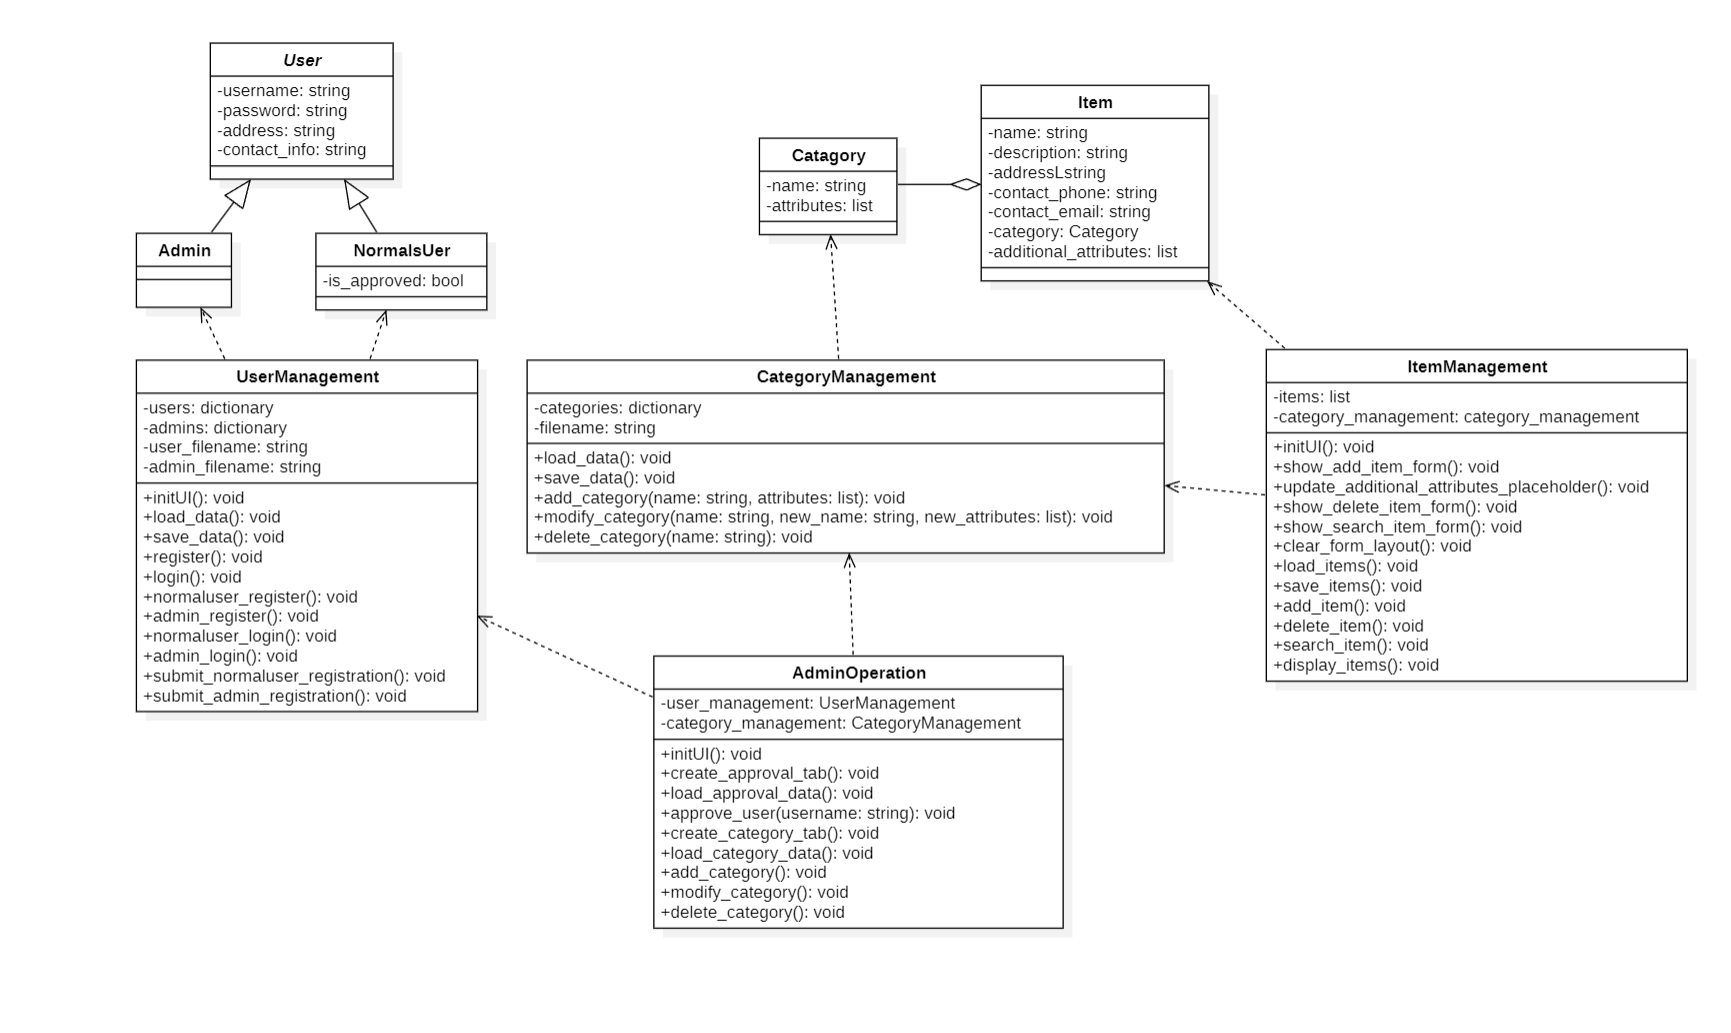 User
-username: string
-password: string
-address: string
-contact_info: string
Admin
NormalsUer
-is_approved: bool
Catagory
-name: string
-attributes: list
Item
-name: string
-description: string
-addressLstring
-contact_phone: string
-contact_email: string
-category: Category
-additional_attributes: list
UserManagement
-users: dictionary
-admins: dictionary
-user_filename: string
-admin_filename: string
+initUI(): void
+load_data(): void
+save_data(): void
+register(): void
+login(): void
+normaluser_register(): void
+admin_register(): void
+normaluser_login(): void
+admin_login(): void
+submit_normaluser_registration(): void
+submit_admin_registration(): void
CategoryManagement
-categories: dictionary
-filename: string
+load_data(): void
+save_data(): void
+add_category(name: string, attributes: list): void
+modify_category(name: string, new_name: string, new_attributes: list): void
+delete_category(name: string): void
ItemManagement
-items: list
-category_management: category_management
+initUI(): void
+show_add_item_form(): void
+update_additional_attributes_placeholder(): void
+show_delete_item_form(): void
+show_search_item_form(): void
+clear_form_layout(): void
+load_items(): void
+save_items(): void
+add_item(): void
+delete_item(): void
+search_item(): void
+display_items(): void
AdminOperation
-user_management: UserManagement
-category_management: CategoryManagement
+initUI(): void
+create_approval_tab(): void
+load_approval_data(): void
+approve_user(username: string): void
+create_category_tab(): void
+load_category_data(): void
+add_category(): void
+modify_category(): void
+delete_category(): void